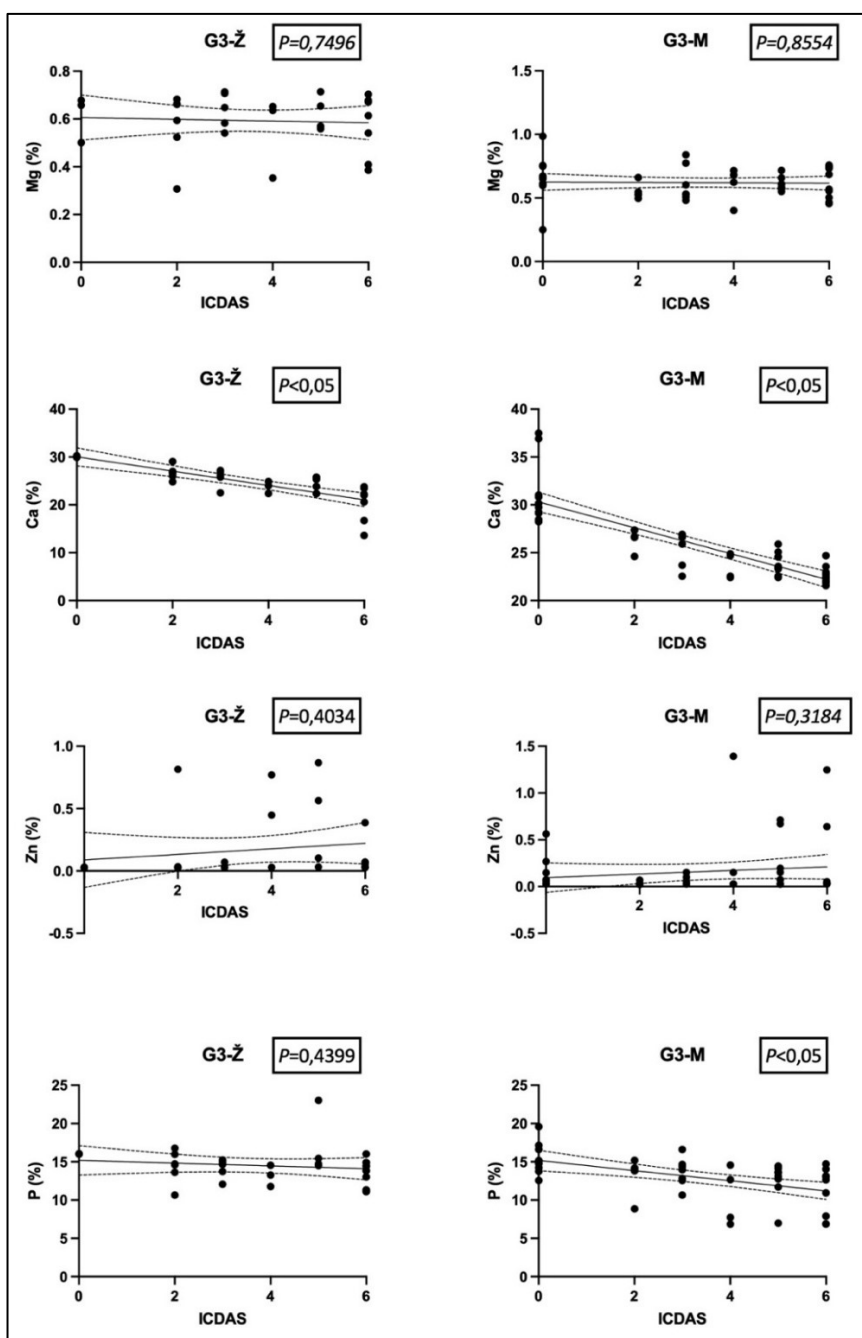 G3-Ž P=0,7496
Mg (%)
0.8
0.6
0.4
0.2
0.0
0 2 4 6
ICDAS
G3-M P=0,8554
Mg (%)
1.5
1.0
0.5
0.0
0 2 4 6
ICDAS
G3-Ž P<0,05
Ca (%)
40
30
20
10
0
0 2 4 6
ICDAS
G3-M P<0,05
Ca (%)
40
35
30
25
20
0 2 4 6
ICDAS
G3-Ž P=0,4034
Zn (%)
1.0
0.5
0.0
-0.5
2 4 6
ICDAS
G3-M P=0,3184
Zn (%)
1.5
1.0
0.5
0.0
-0.5
2 4 6
ICDAS
G3-Ž P=0,4399
P (%)
25
20
15
10
5
0
0 2 4 6
ICDAS
G3-M P<0,05
P (%)
25
20
15
10
5
0
0 2 4 6
ICDAS